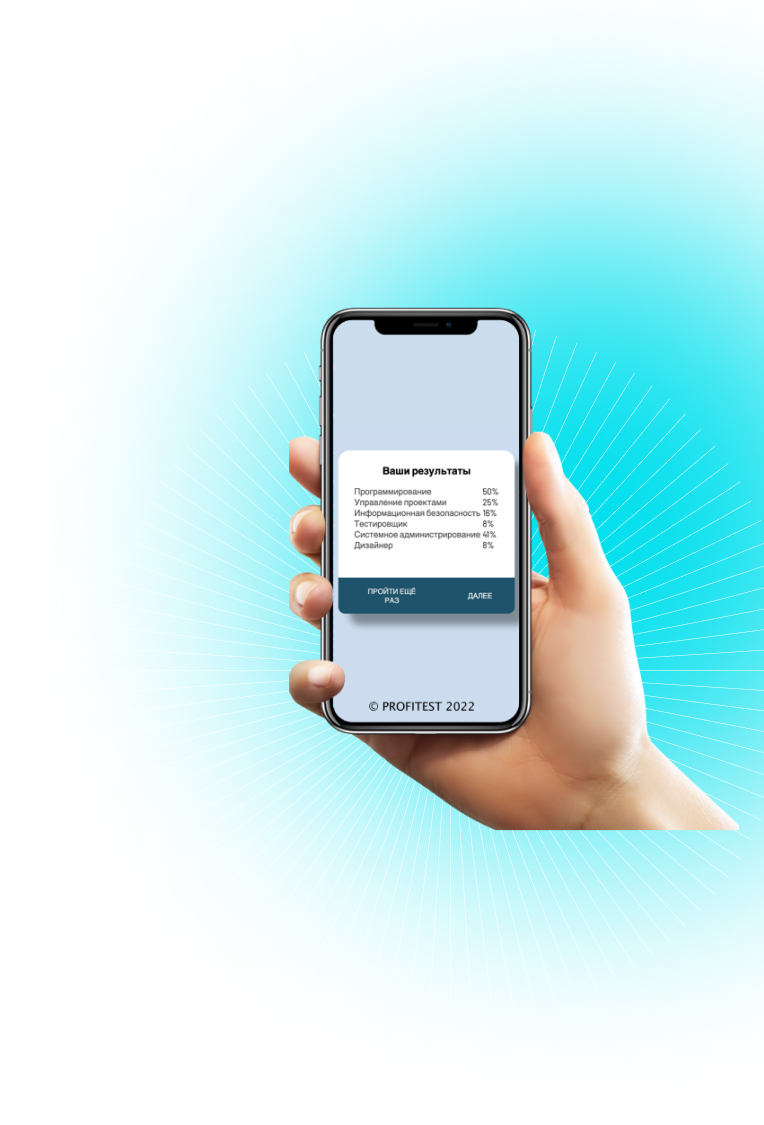 Ваши результаты
Программирование 50%
Управление проектами 25%
Информационная безопасность 16%
Тестировщик 8%
Системное администрирование 41%
Дизайнер 8%
ПРОЙТИ ЕЩЁ
РАЗ
ДАЛЕЕ
© PROFITEST 2022